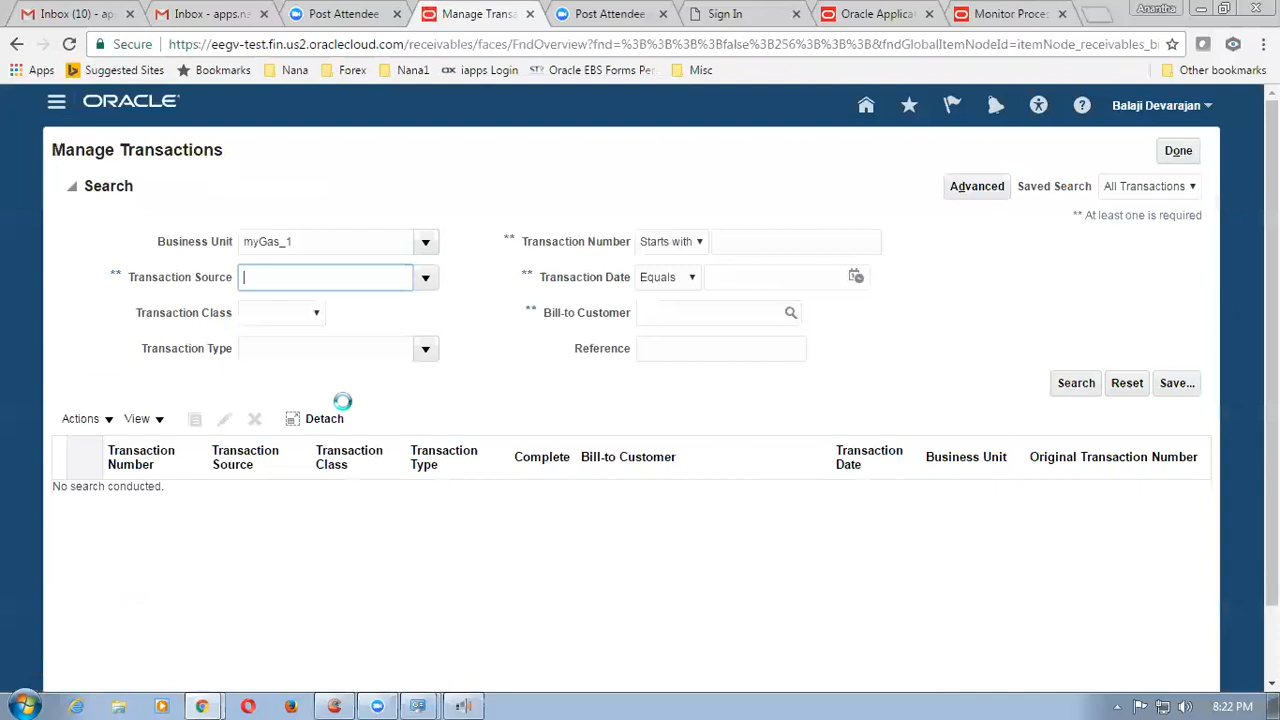 Inbox (10) - ap
Inbox - apps.na
Post Attendee
Manage Transa
Post Attendee
Sign In
Oracle Applica
Monitor Proce
Anantha
Secure
https://eegv-test.fin.us2.oraclecloud.com/receivables/faces/FndOverview?fnd=%3B%3B%3Bfalse%3B256%3B%3B%3B&fndGlobalItemNodeId=itemNode_receivables_bi
Apps
Suggested Sites
Bookmarks
Nana
Forex
Nana1
iapps Login
Oracle EBS Forms Per
Misc
Other bookmarks
ORACLE
Balaji Devarajan
Manage Transactions
Done
Search
Advanced
Saved Search
All Transactions
** At least one is required
Business Unit
myGas_1
** Transaction Number
Starts with
** Transaction Source
** Transaction Date
Equals
Transaction Class
** Bill-to Customer
Transaction Type
Reference
Search
Reset
Save...
Actions
View
Detach
Transaction Number
Transaction Source
Transaction Class
Transaction Type
Complete
Bill-to Customer
Transaction Date
Business Unit
Original Transaction Number
No search conducted.
8:22 PM